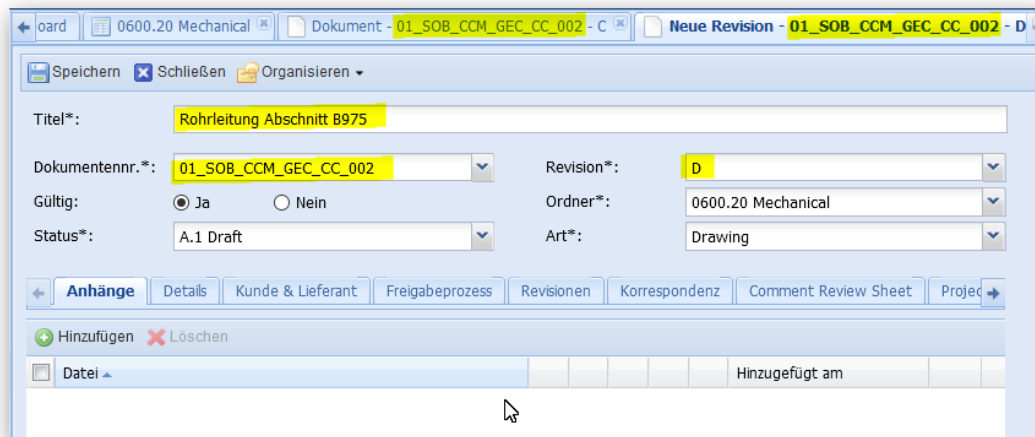 oard 0600.20 Mechanical Dokument - 01_SOB_CCM_GEC_CC_002 - C Neue Revision - 01_SOB_CCM_GEC_CC_002 - D
Speichern Schließen Organisieren
Titel*: Rohrleitung Abschnitt B975
Dokumentennr.*: 01_SOB_CCM_GEC_CC_002 Revision*: D
Gültig: Ja Nein Ordner*: 0600.20 Mechanical
Status*: A.1 Draft Art*: Drawing
Anhänge Details Kunde & Lieferant Freigabeprozess Revisionen Korrespondenz Comment Review Sheet Projec
Hinzufügen Löschen
Datei Hinzugefügt am